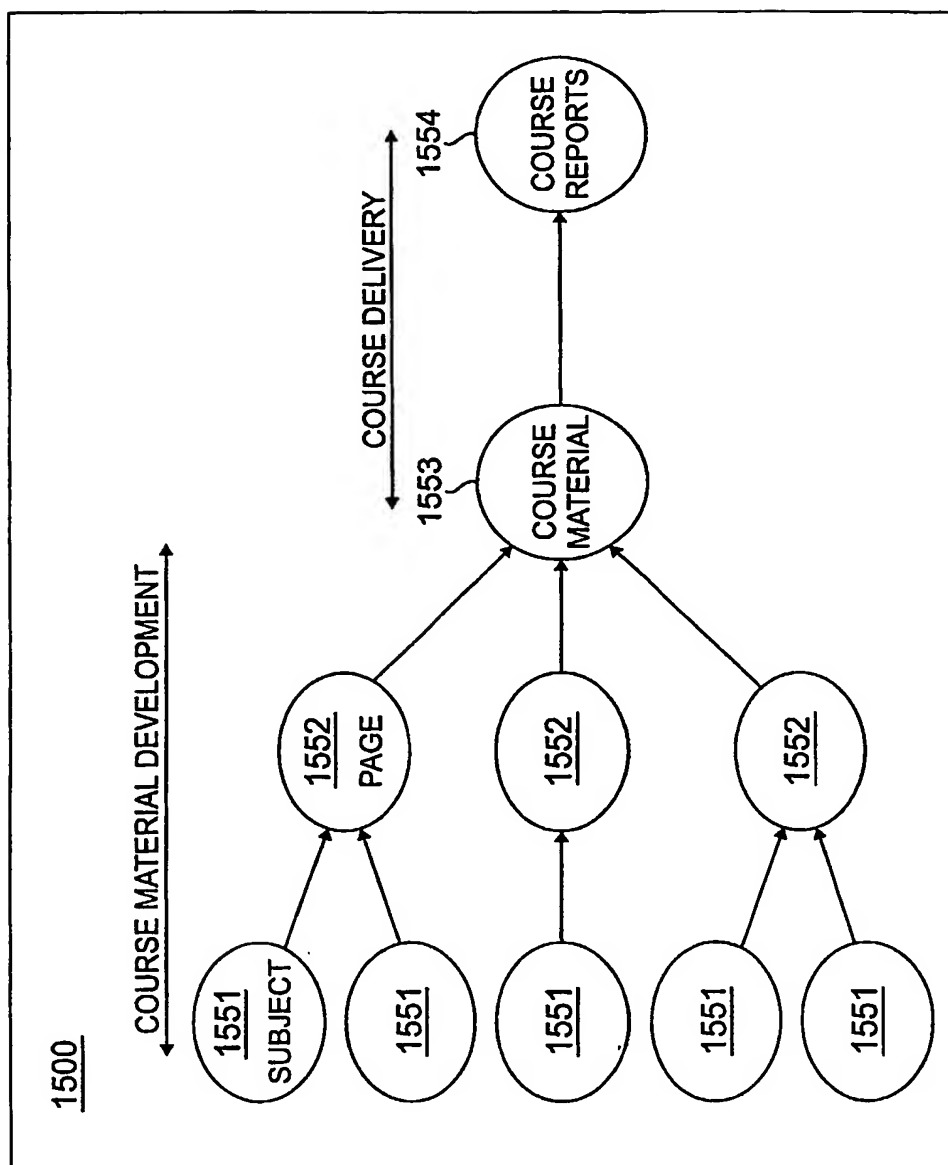 1500
COURSE MATERIAL DEVELOPMENT
COURSE DELIVERY
1551
SUBJECT
1551
1551
1551
1551
1552
PAGE
1552
1552
1553
COURSE
MATERIAL
1554
COURSE
REPORTS